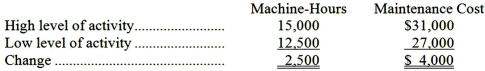 Machine-Hours Maintenance Cost
High level of activity.......................... 15,000 $31,000
Low level of activity .......................... 12,500 27,000
Change ................................................ 2,500 $ 4,000